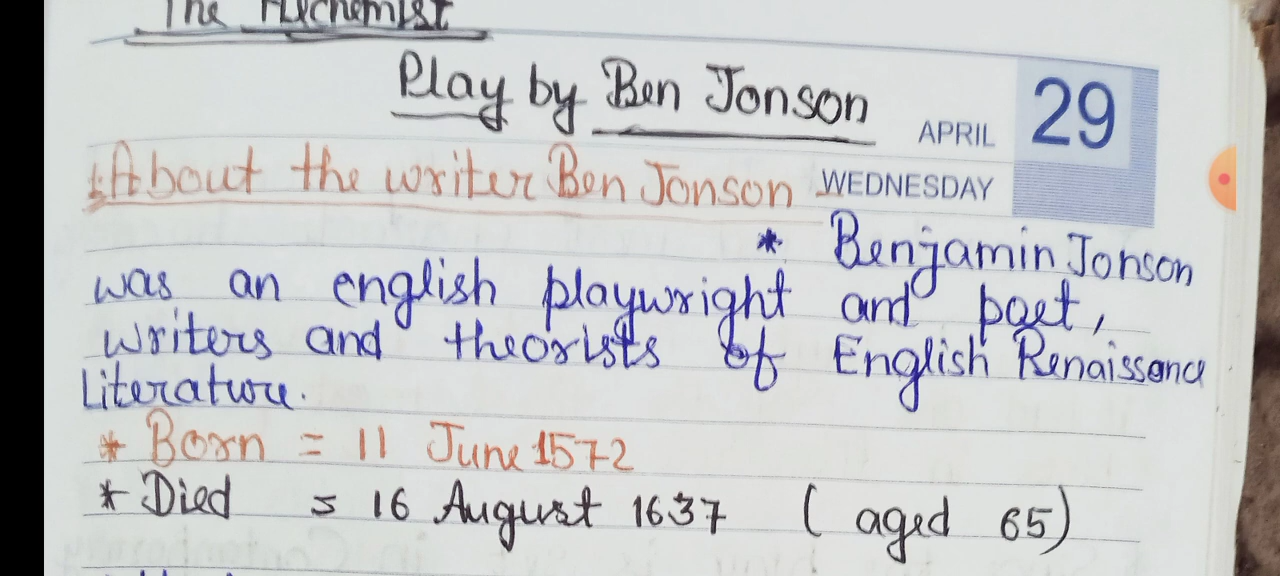 The Alchemist
Play by Ben Jonson
APRIL 29
:About the writer Ben Jonson
WEDNESDAY
* Benjamin Jonson
was an english playwright and poet,
writers and theorists of English Renaissance
Literature.
* Born = 11 June 1572
* Died = 16 August 1637 ( aged 65)